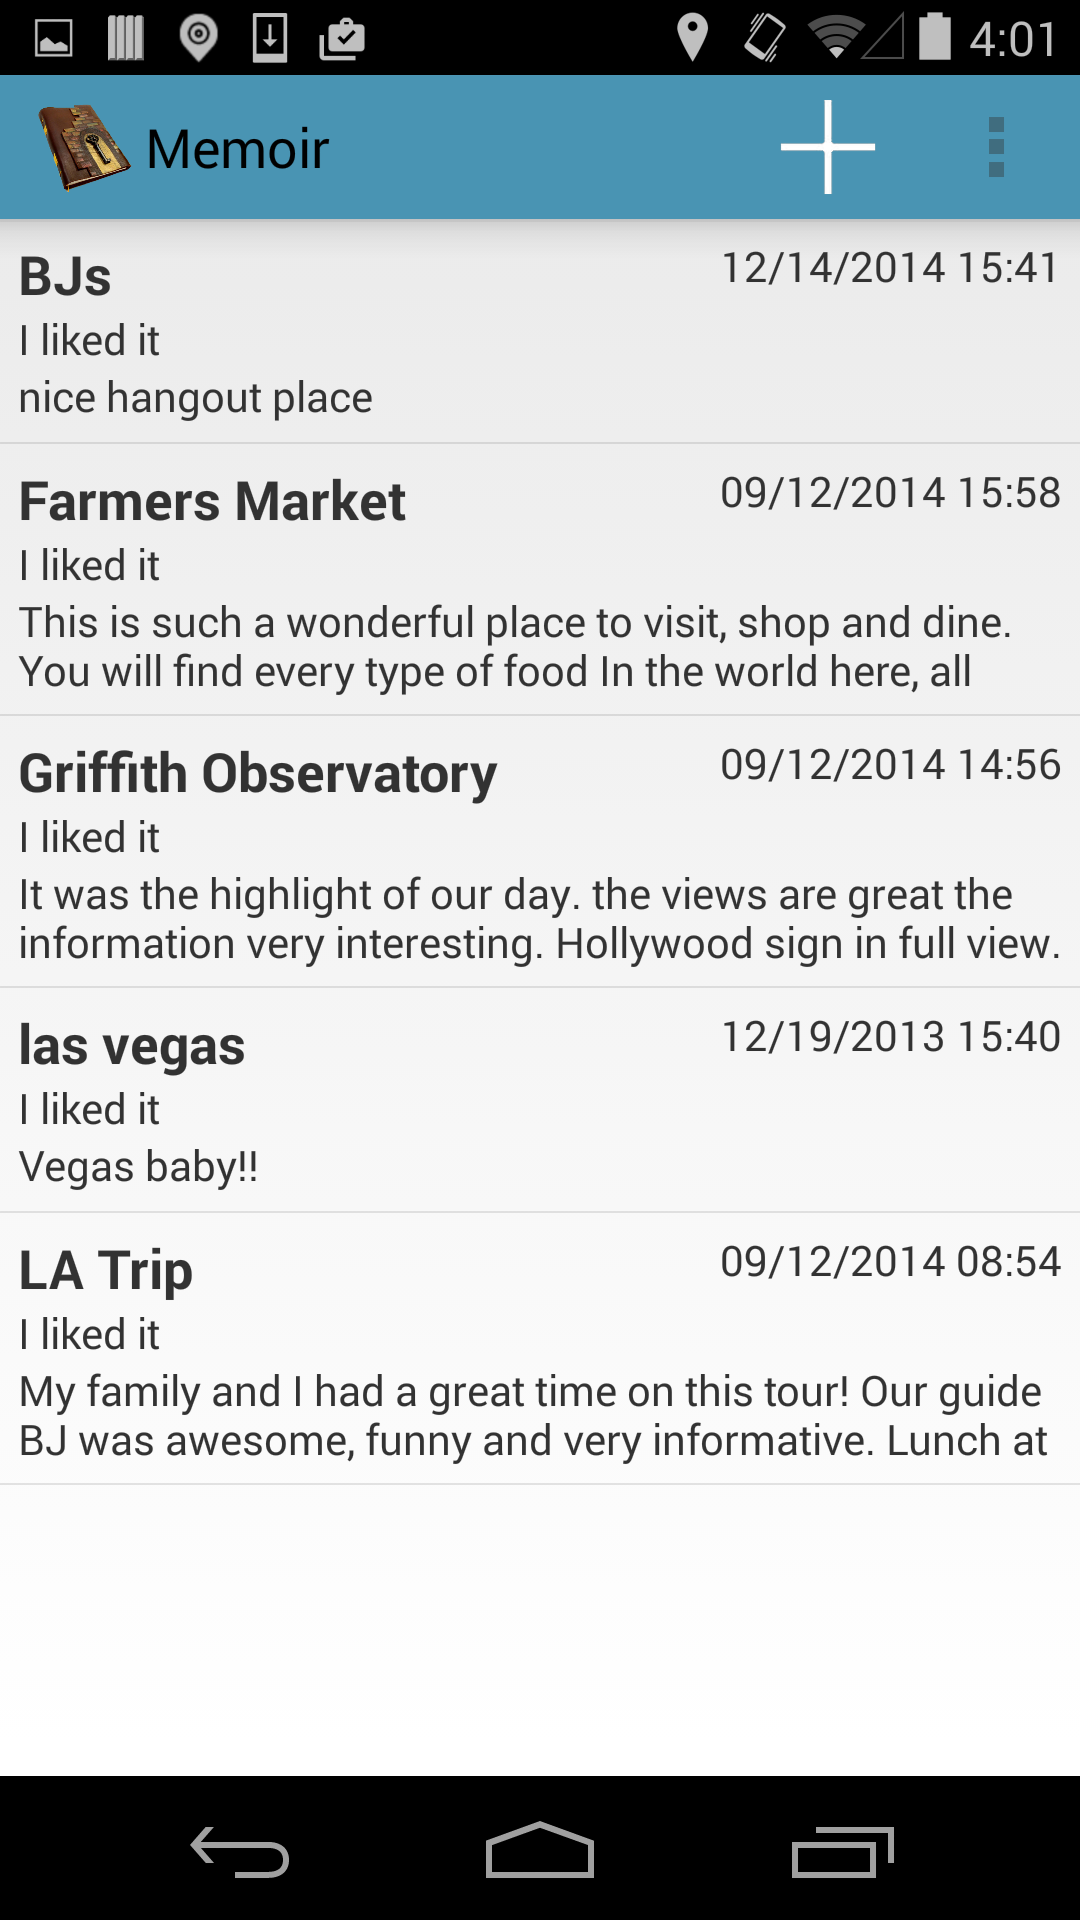 4:01
Memoir
BJs
12/14/2014 15:41
I liked it
nice hangout place
Farmers Market
09/12/2014 15:58
I liked it
This is such a wonderful place to visit, shop and dine.
You will find every type of food In the world here, all
Griffith Observatory
09/12/2014 14:56
I liked it
It was the highlight of our day. the views are great the
information very interesting. Hollywood sign in full view.
las vegas
12/19/2013 15:40
I liked it
Vegas baby!!
LA Trip
09/12/2014 08:54
I liked it
My family and I had a great time on this tour! Our guide
BJ was awesome, funny and very informative. Lunch at